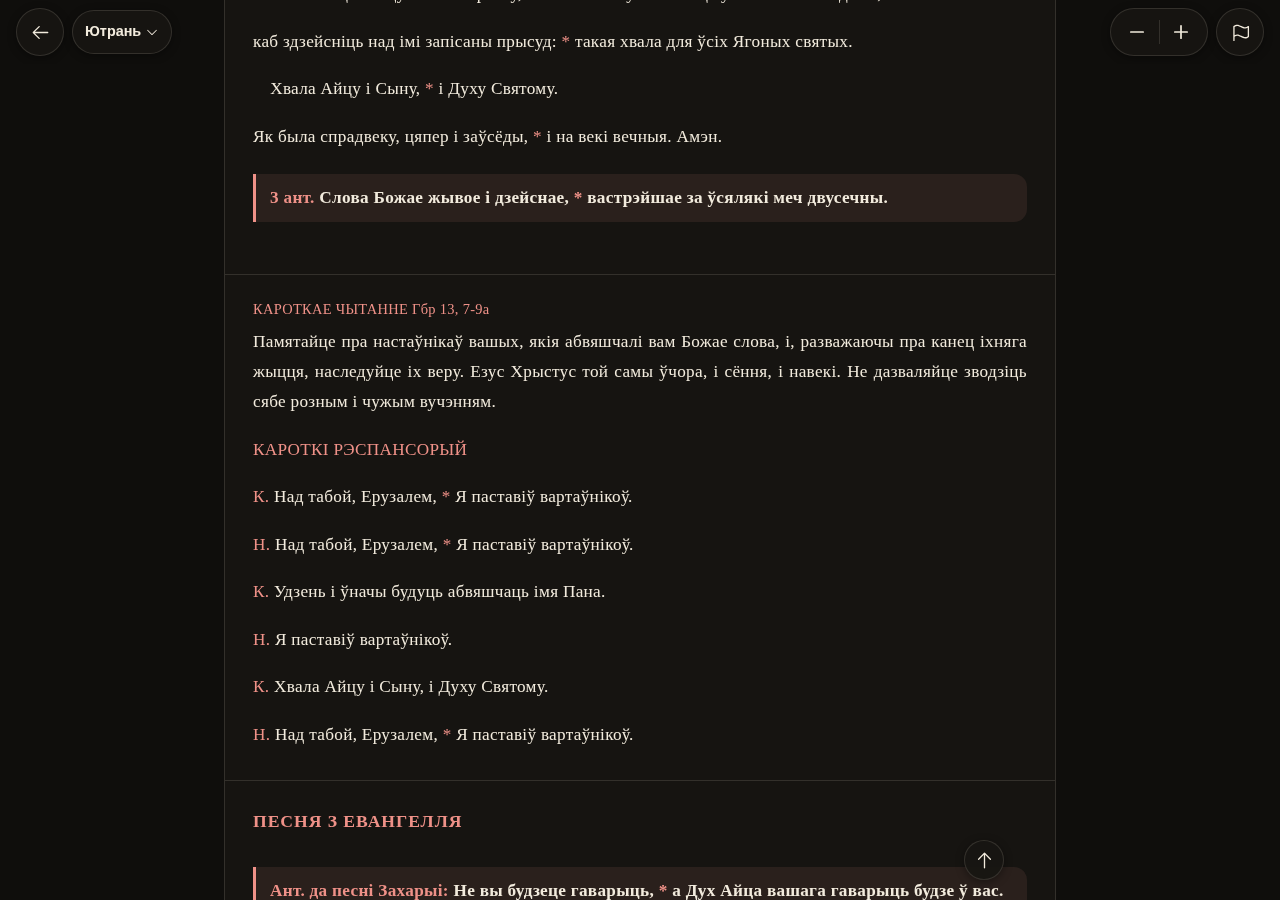 Ютрань
каб здзейсніць над імі запісаны прысуд: * такая хвала для ўсіх Ягоных святых.
Хвала Айцу і Сыну, * і Духу Святому.
Як была спрадвеку, цяпер і заўсёды, * і на векі вечныя. Амэн.
3 ант. Слова Божае жывое і дзейснае, * вастрэйшае за ўсялякі меч двусечны.
КАРОТКАЕ ЧЫТАННЕ Гбр 13, 7-9а
Памятайце пра настаўнікаў вашых, якія абвяшчалі вам Божае слова, і, разважаючы пра канец іхняга
жыцця, наследуйце іх веру. Езус Хрыстус той самы ўчора, і сёння, і навекі. Не дазваляйце зводзіць
сябе розным і чужым вучэнням.
КАРОТКІ РЭСПАНСОРЫЙ
К. Над табой, Ерузалем, * Я паставіў вартаўнікоў.
Н. Над табой, Ерузалем, * Я паставіў вартаўнікоў.
К. Удзень і ўначы будуць абвяшчаць імя Пана.
Н. Я паставіў вартаўнікоў.
К. Хвала Айцу і Сыну, і Духу Святому.
Н. Над табой, Ерузалем, * Я паставіў вартаўнікоў.
ПЕСНЯ З ЕВАНГЕЛЛЯ
Ант. да песні Захарыі: Не вы будзеце гаварыць, * а Дух Айца вашага гаварыць будзе ў вас.